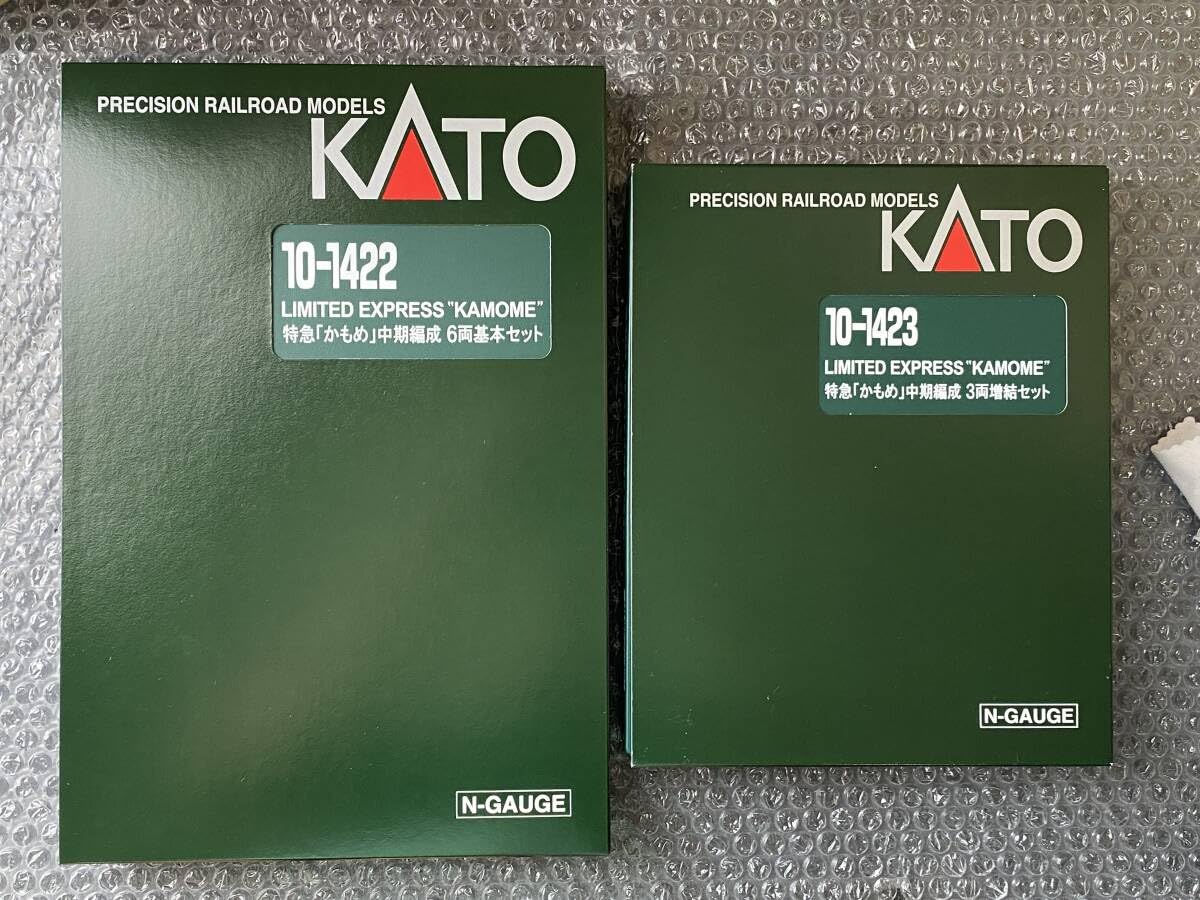 PRECISION RAILROAD MODELS
KATO
10-1422
LIMITED EXPRESS "KAMOME"
特急「かもめ」中期編成 6両基本セット
N-GAUGE
PRECISION RAILROAD MODELS
KATO
10-1423
LIMITED EXPRESS "KAMOME"
特急「かもめ」中期編成 3両増結セット
N-GAUGE